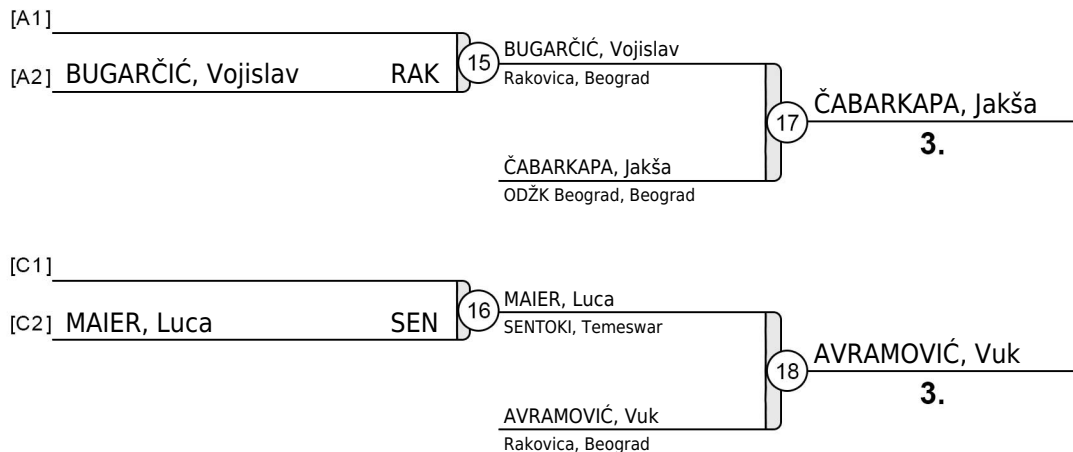 [A1]
[A2] BUGARČIĆ, Vojislav RAK
15
BUGARČIĆ, Vojislav
Rakovica, Beograd
17
ČABARKAPA, Jakša
3.
ČABARKAPA, Jakša
ODŽK Beograd, Beograd
[C1]
[C2] MAIER, Luca SEN
16
MAIER, Luca
SENTOKI, Temeswar
18
AVRAMOVIĆ, Vuk
3.
AVRAMOVIĆ, Vuk
Rakovica, Beograd